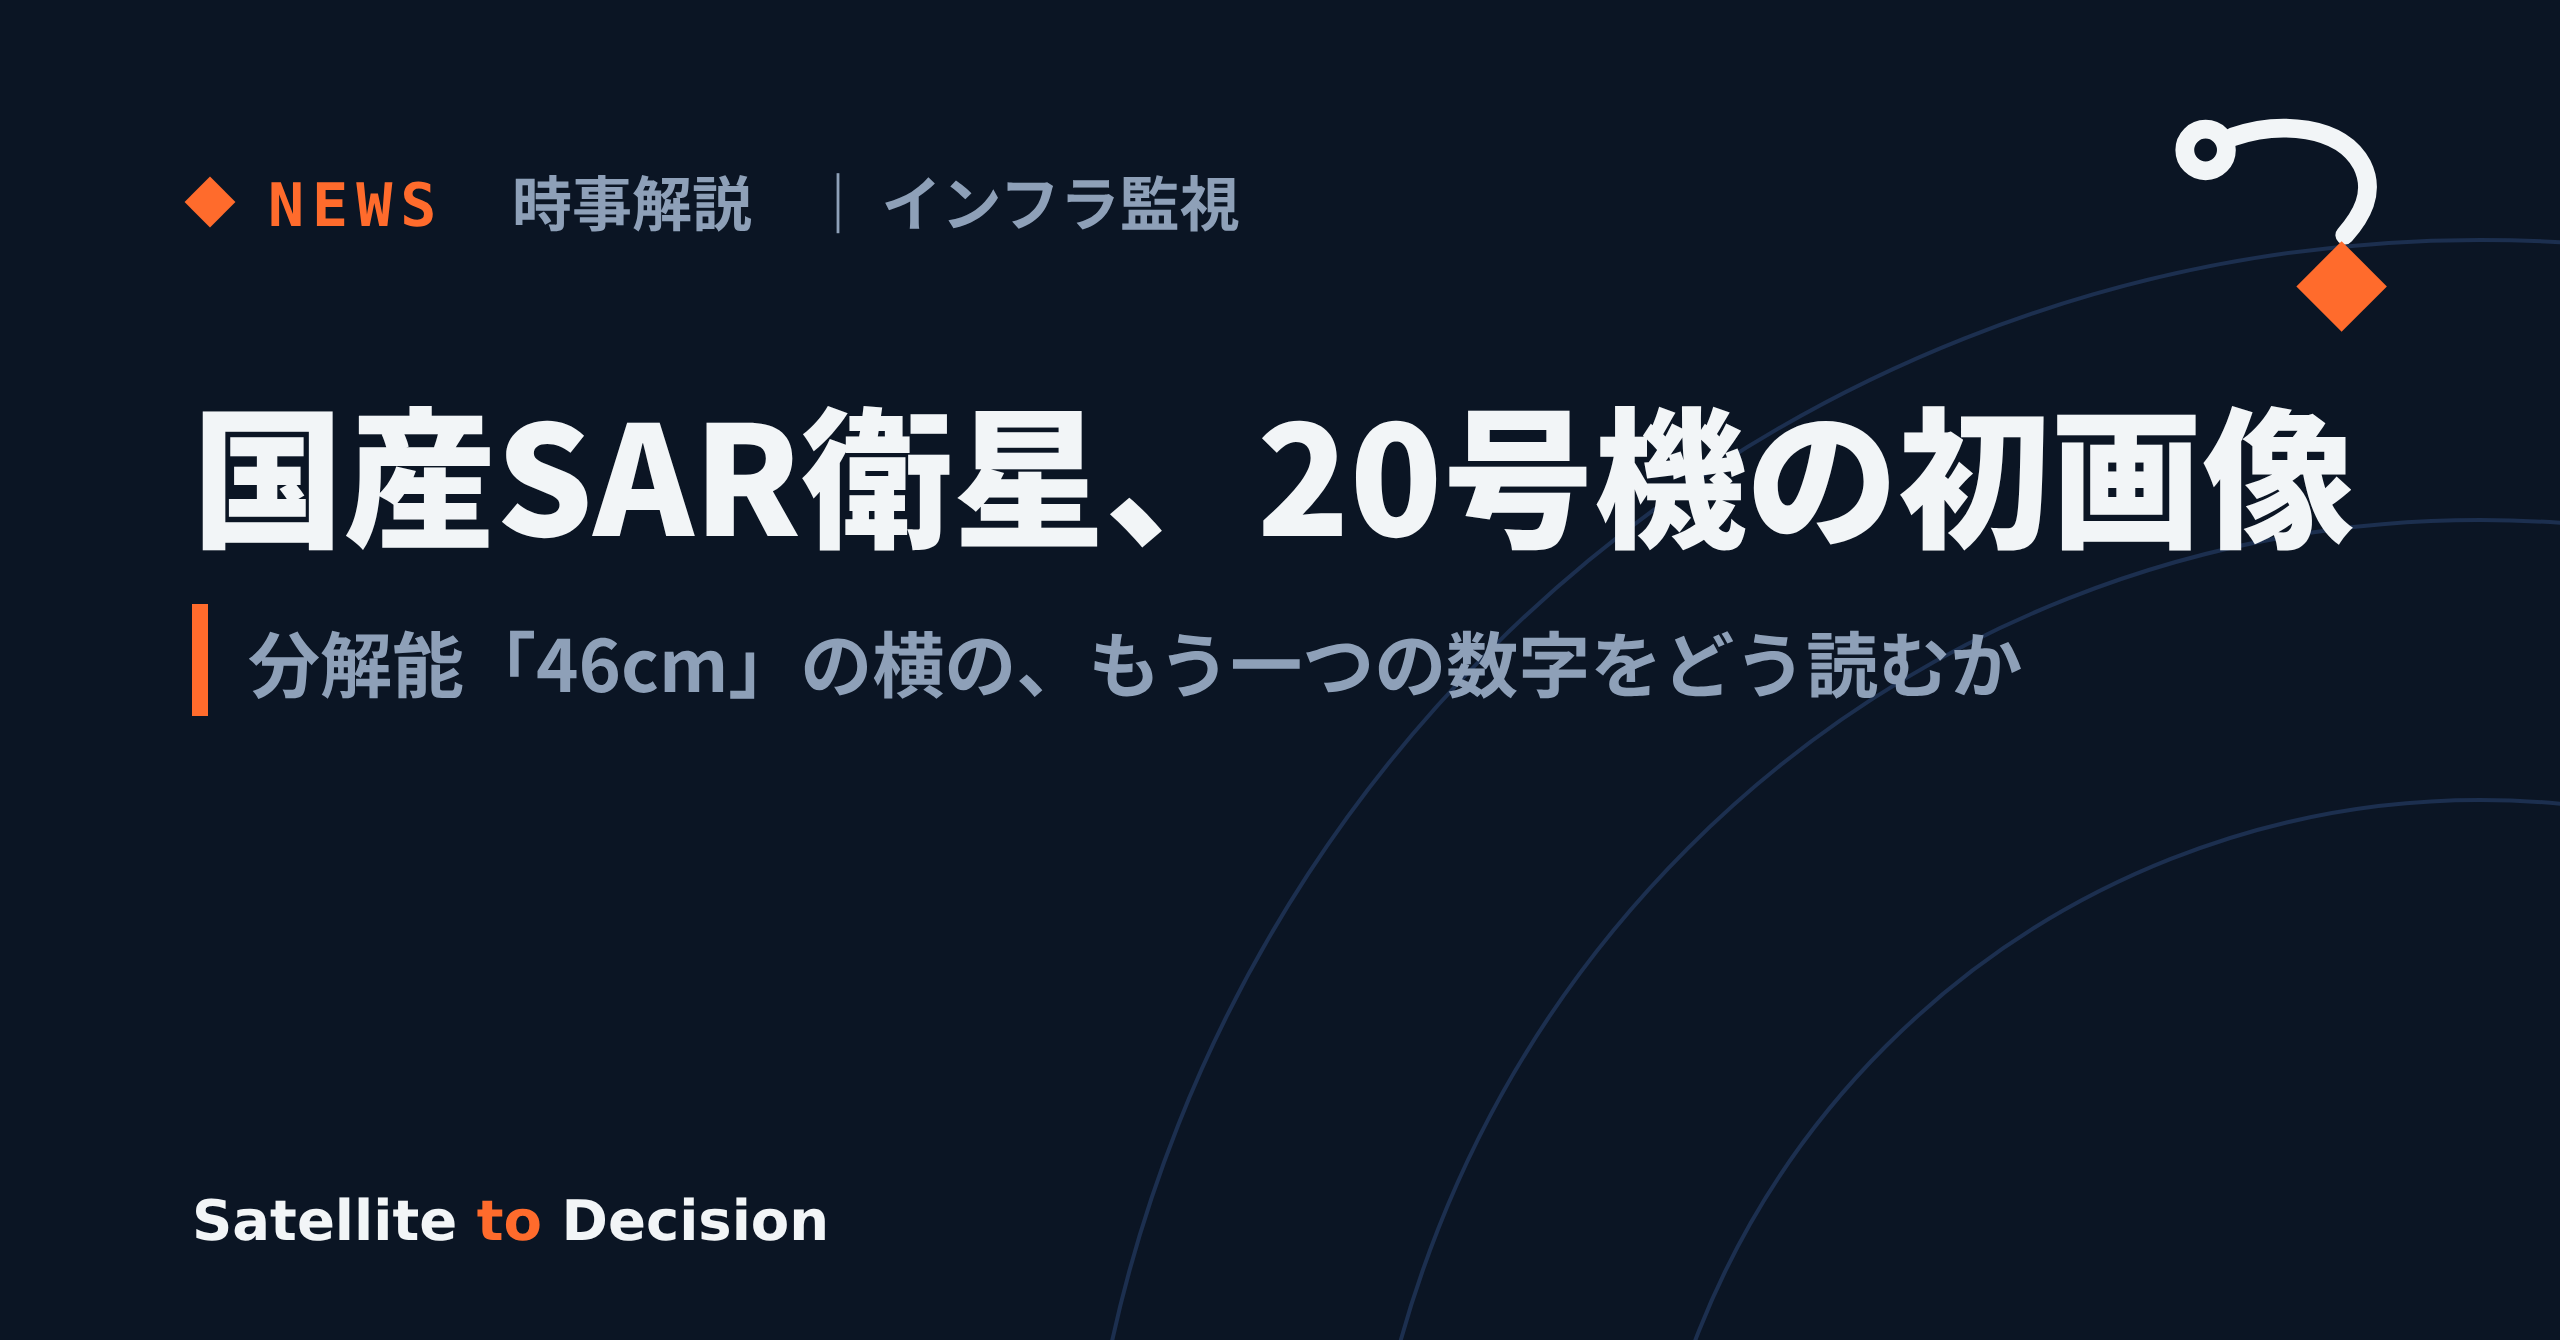 NEWS 時事解説 | インフラ監視
国産SAR衛星、20号機の初画像
分解能「46cm」の横の、もう一つの数字をどう読むか
Satellite to Decision